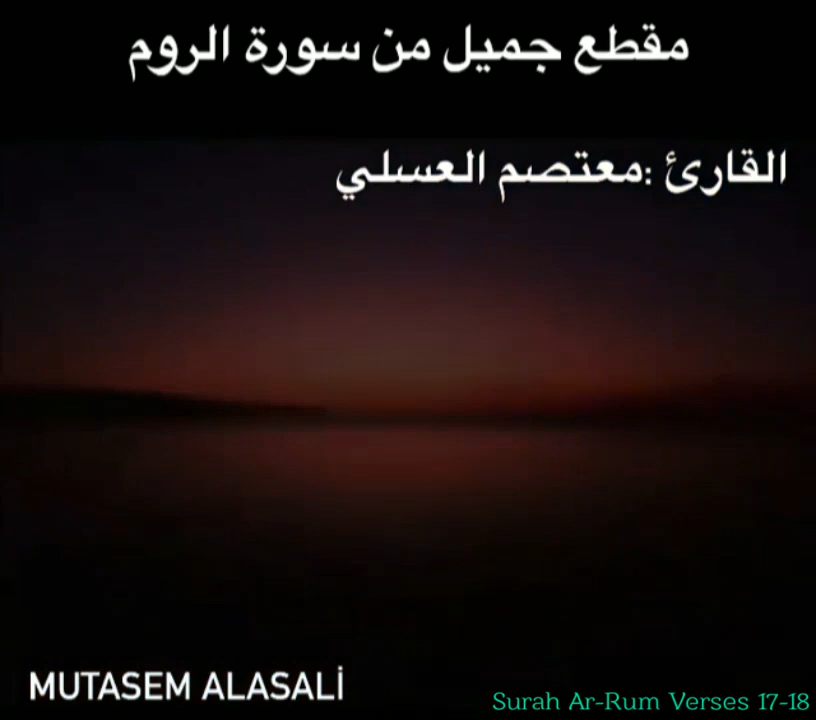 مقطع جميل من سورة الروم
القارئ :معتصم العسلي
MUTASEM ALASALİ
Surah Ar-Rum Verses 17-18